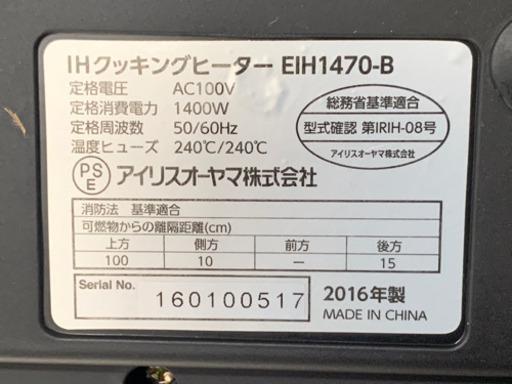 IHクッキングヒーター EIH1470-B
定格電圧 AC100V
定格消費電力 1400W
定格周波数 50/60Hz
温度ヒューズ 240℃/240℃
総務省基準適合
型式確認 第IRIH-08号
アイリスオーヤマ株式会社
PSE アイリスオーヤマ株式会社
消防法 基準適合
可燃物からの離隔距離(cm)
上方 側方 前方 後方
100 10 — 15
Serial No. 160100517
2016年製
MADE IN CHINA